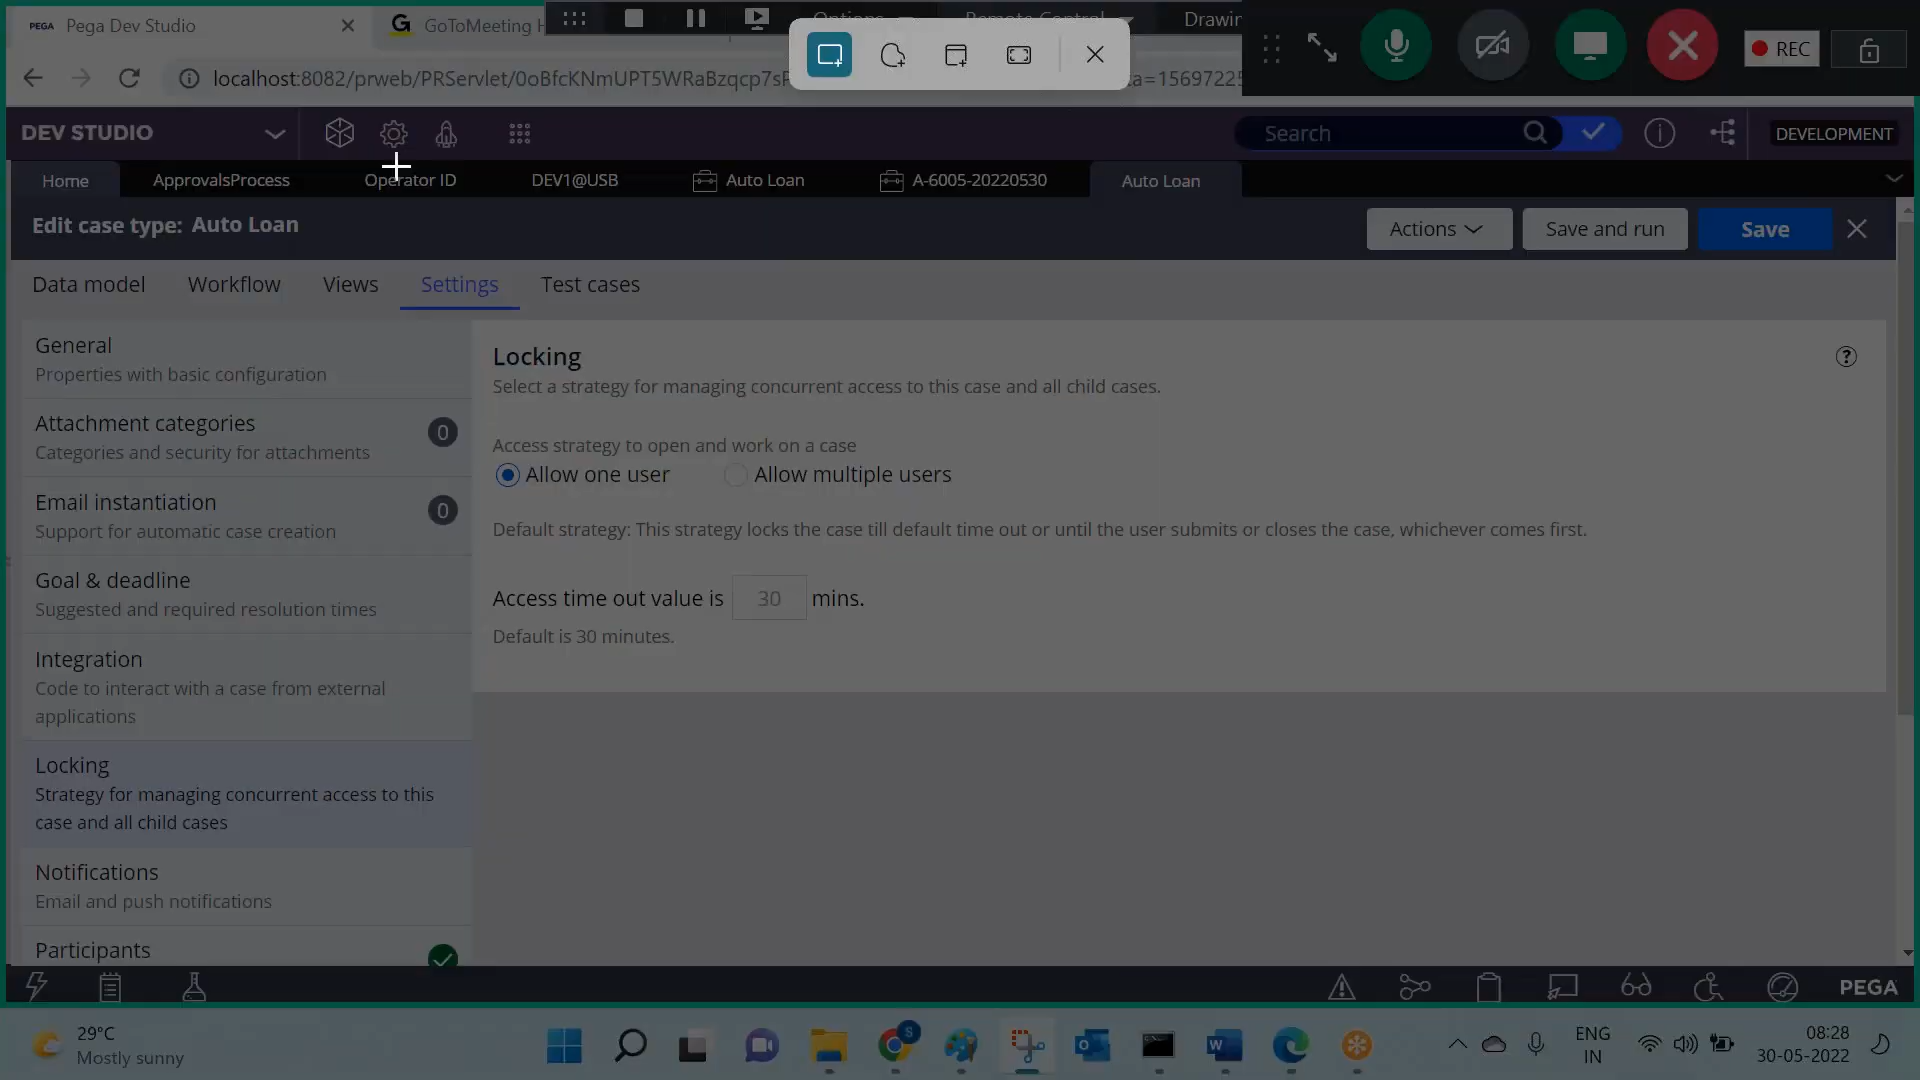 PEGA Pega Dev Studio
G GoToMeeting H
Options
Remote Control
Drawin
REC
localhost:8082/prweb/PRServlet/0oBfcKNmUPT5WRaBzqcp7sP
ta=15697225
DEV STUDIO
Search
DEVELOPMENT
Home
ApprovalsProcess
Operator ID
DEV1@USB
Auto Loan
A-6005-20220530
Auto Loan
Edit case type: Auto Loan
Actions
Save and run
Save
Data model
Workflow
Views
Settings
Test cases
General
Properties with basic configuration
Attachment categories
0
Categories and security for attachments
Email instantiation
0
Support for automatic case creation
Goal & deadline
Suggested and required resolution times
Integration
Code to interact with a case from external
applications
Locking
Strategy for managing concurrent access to this
case and all child cases
Notifications
Email and push notifications
Participants
Locking
Select a strategy for managing concurrent access to this case and all child cases.
Access strategy to open and work on a case
Allow one user
Allow multiple users
Default strategy: This strategy locks the case till default time out or until the user submits or closes the case, whichever comes first.
Access time out value is 30 mins.
Default is 30 minutes.
PEGA
29°C
Mostly sunny
S
ENG
IN
08:28
30-05-2022